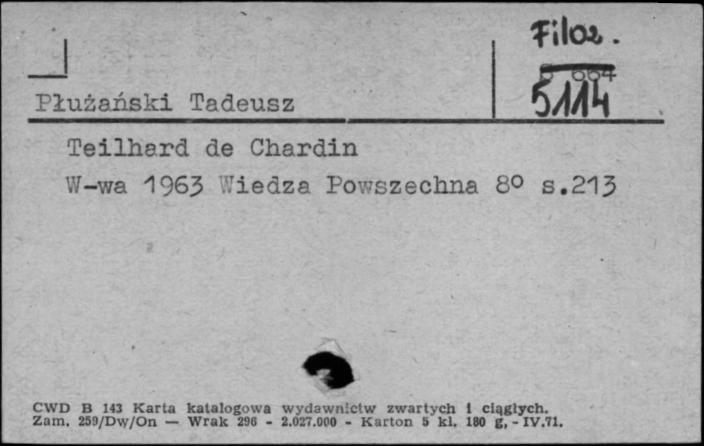 Filoz.
5114
Płużański Tadeusz
Teilhard de Chardin
W-wa 1963 Wiedza Powszechna 8º s.213
CWD B 143 Karta katalogowa wydawnictw zwartych i ciągłych.
Zam. 259/Dw/On — Wrak 296 - 2.027.000 - Karton 5 kl. 180 g, - IV.71.